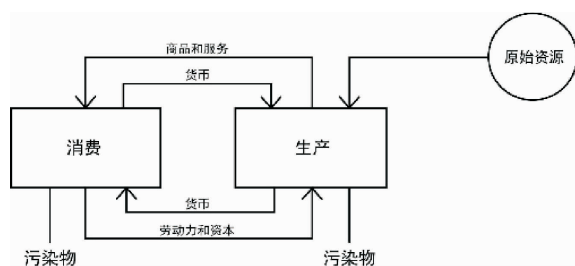 商品和服务
货币
原始资源
消费
生产
货币
劳动力和资本
污染物
污染物